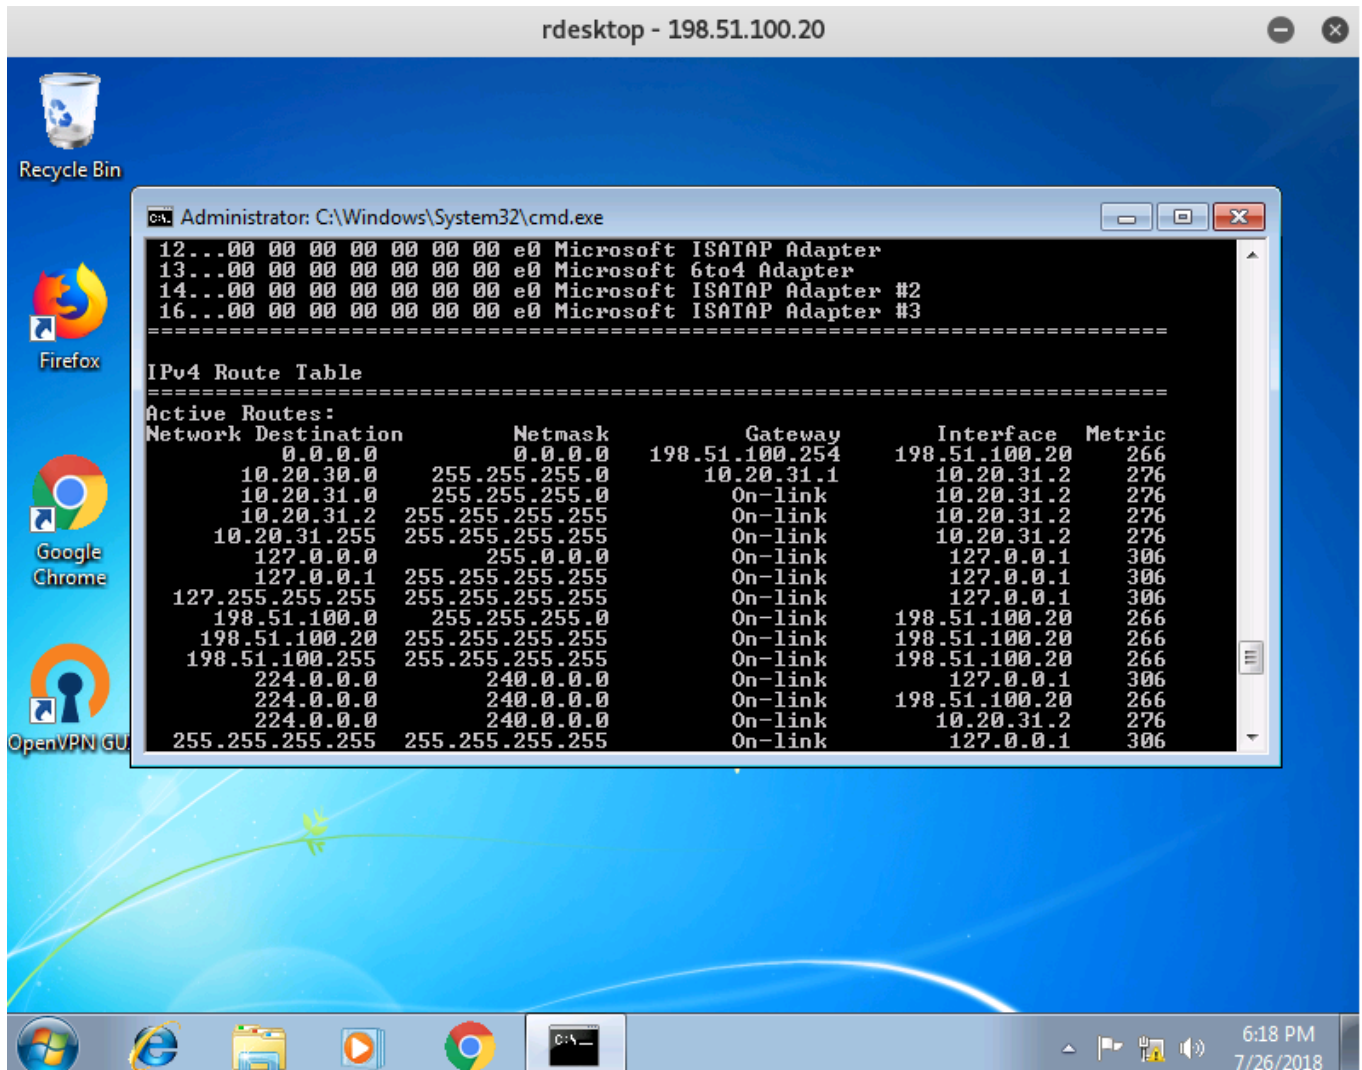 rdesktop - 198.51.100.20
Recycle Bin
Administrator: C:\Windows\System32\cmd.exe
12...00 00 00 00 00 00 00 e0 Microsoft ISATAP Adapter
13...00 00 00 00 00 00 00 e0 Microsoft 6to4 Adapter
14...00 00 00 00 00 00 00 e0 Microsoft ISATAP Adapter #2
16...00 00 00 00 00 00 00 e0 Microsoft ISATAP Adapter #3
===========================================================================
IPv4 Route Table
===========================================================================
Active Routes:
Network Destination        Netmask          Gateway       Interface  Metric
0.0.0.0          0.0.0.0   198.51.100.254    198.51.100.20    266
10.20.30.0    255.255.255.0       10.20.31.1       10.20.31.2    276
10.20.31.0    255.255.255.0         On-link        10.20.31.2    276
10.20.31.2  255.255.255.255         On-link        10.20.31.2    276
10.20.31.255  255.255.255.255         On-link        10.20.31.2    276
127.0.0.0        255.0.0.0         On-link         127.0.0.1    306
127.0.0.1  255.255.255.255         On-link         127.0.0.1    306
127.255.255.255  255.255.255.255         On-link         127.0.0.1    306
198.51.100.0    255.255.255.0         On-link     198.51.100.20    266
198.51.100.20  255.255.255.255         On-link     198.51.100.20    266
198.51.100.255  255.255.255.255         On-link     198.51.100.20    266
224.0.0.0        240.0.0.0         On-link         127.0.0.1    306
224.0.0.0        240.0.0.0         On-link     198.51.100.20    266
224.0.0.0        240.0.0.0         On-link        10.20.31.2    276
255.255.255.255  255.255.255.255         On-link         127.0.0.1    306
Firefox
Google
Chrome
OpenVPN GU
C:\
6:18 PM
7/26/2018